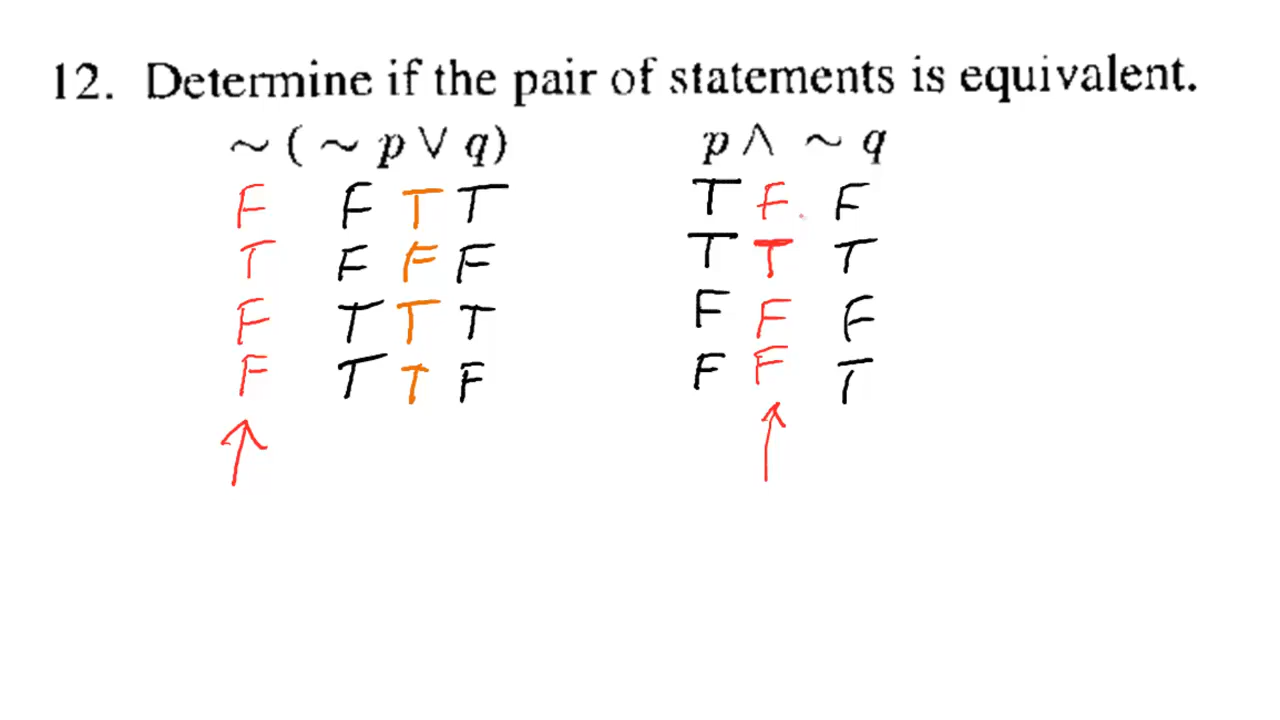 12. Determine if the pair of statements is equivalent.
~ ( ~ p ∨ q) p ∧ ~ q
F F T T T F F
T F F F T T T
F T T T F F F
F T T F F F T